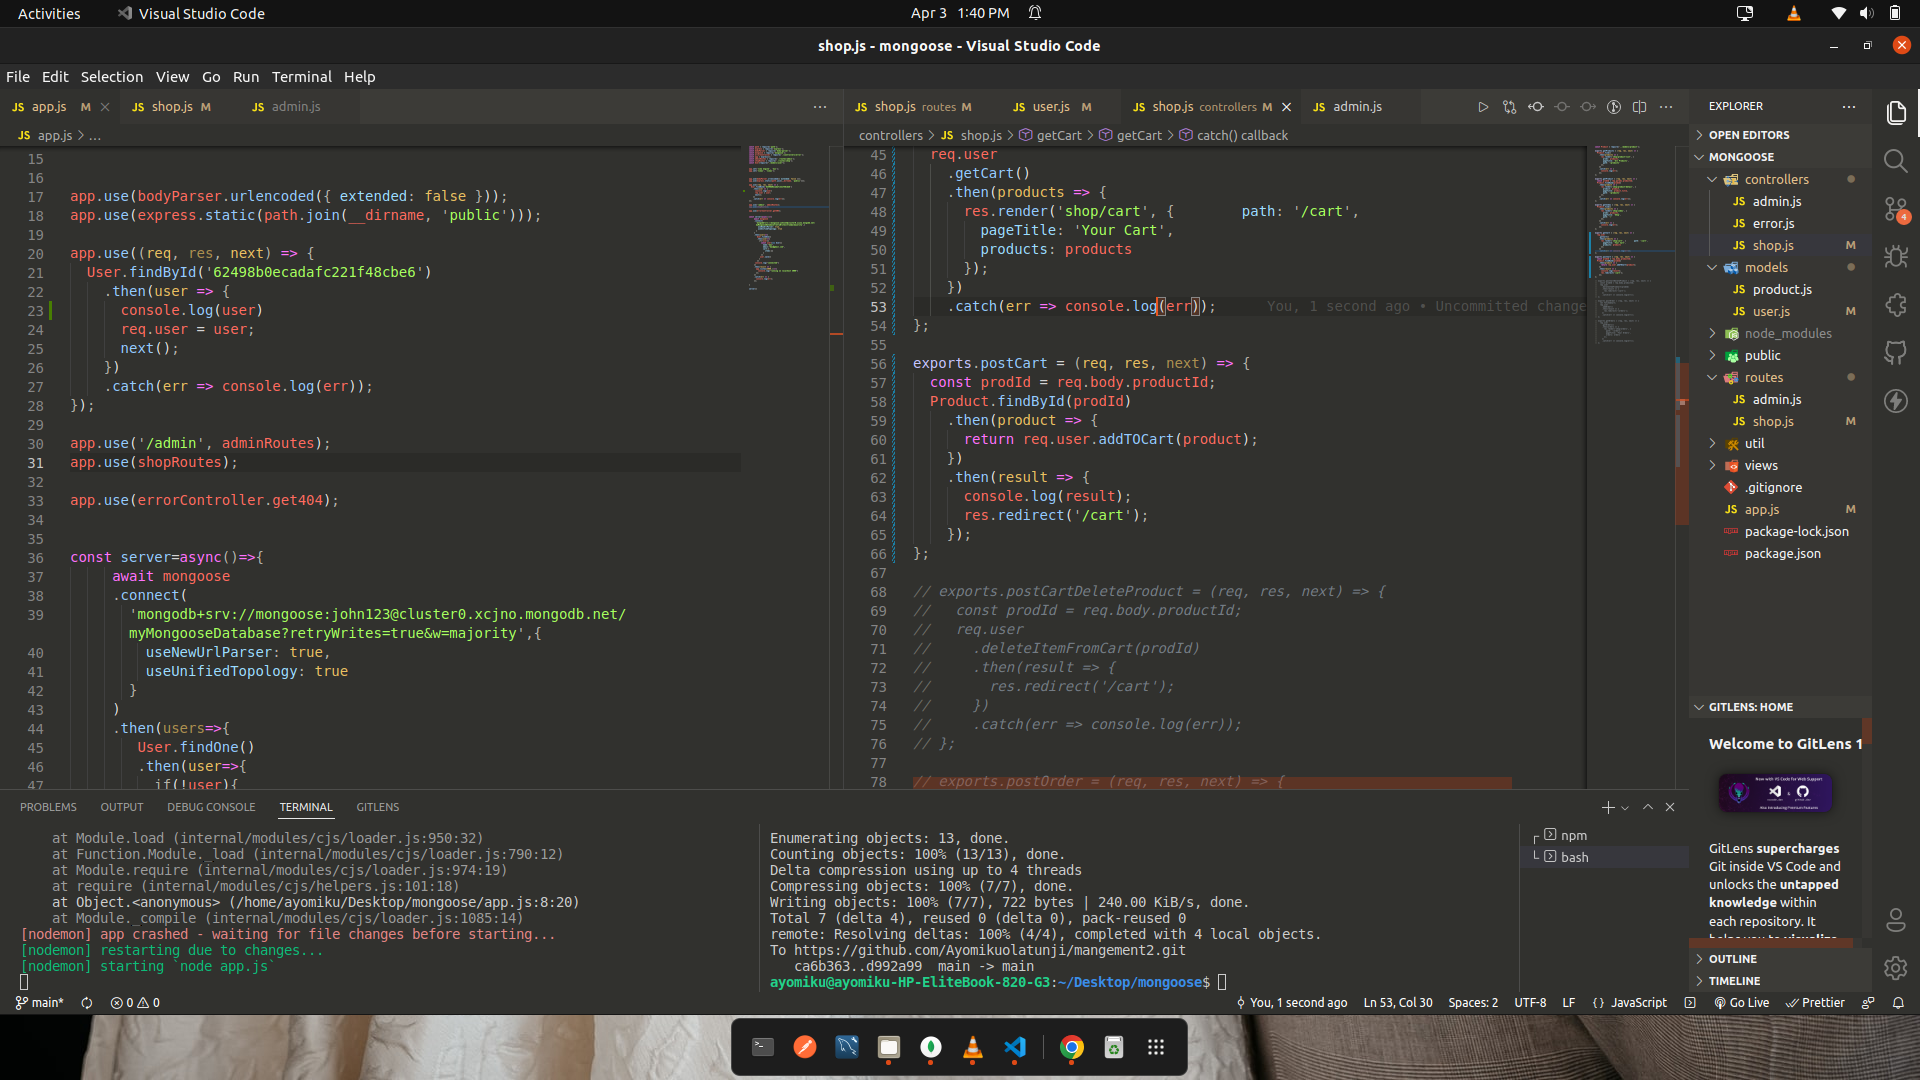 Activities
Visual Studio Code
Apr 3 1:40 PM
shop.js - mongoose - Visual Studio Code
File Edit Selection View Go Run Terminal Help
JS app.js M
JS shop.js M
JS admin.js
JS app.js > ...
15
16
17 app.use(bodyParser.urlencoded({ extended: false }));
18 app.use(express.static(path.join(__dirname, 'public')));
19
20 app.use((req, res, next) => {
21 User.findById('62498b0ecadafc221f48cbe6')
22 .then(user => {
23 console.log(user)
24 req.user = user;
25 next();
26 })
27 .catch(err => console.log(err));
28 });
29
30 app.use('/admin', adminRoutes);
31 app.use(shopRoutes);
32
33 app.use(errorController.get404);
34
35
36 const server=async()=>{
37 await mongoose
38 .connect(
39 'mongodb+srv://mongoose:john123@cluster0.xcjno.mongodb.net/
myMongooseDatabase?retryWrites=true&w=majority',{
40 useNewUrlParser: true,
41 useUnifiedTopology: true
42 }
43 )
44 .then(users=>{
45 User.findOne()
46 .then(user=>{
47 if(!user){
JS shop.js routes M
JS user.js M
JS shop.js controllers M
JS admin.js
controllers > JS shop.js > getCart > getCart > catch() callback
45 req.user
46 .getCart()
47 .then(products => {
48 res.render('shop/cart', { path: '/cart',
49 pageTitle: 'Your Cart',
50 products: products
51 });
52 })
53 .catch(err => console.log(err)); You, 1 second ago • Uncommitted change
54 };
55
56 exports.postCart = (req, res, next) => {
57 const prodId = req.body.productId;
58 Product.findById(prodId)
59 .then(product => {
60 return req.user.addTOCart(product);
61 })
62 .then(result => {
63 console.log(result);
64 res.redirect('/cart');
65 });
66 };
67
68 // exports.postCartDeleteProduct = (req, res, next) => {
69 // const prodId = req.body.productId;
70 // req.user
71 // .deleteItemFromCart(prodId)
72 // .then(result => {
73 // res.redirect('/cart');
74 // })
75 // .catch(err => console.log(err));
76 // };
77
78 // exports.postOrder = (req, res, next) => {
EXPLORER
OPEN EDITORS
MONGOOSE
controllers
JS admin.js
JS error.js
JS shop.js M
models
JS product.js
JS user.js M
node_modules
public
routes
JS admin.js
JS shop.js M
util
views
.gitignore
JS app.js M
package-lock.json
package.json
4
GITLENS: HOME
Welcome to GitLens 1
GitLens supercharges
Git inside VS Code and
unlocks the untapped
knowledge within
each repository. It
OUTLINE
TIMELINE
PROBLEMS OUTPUT DEBUG CONSOLE TERMINAL GITLENS
at Module.load (internal/modules/cjs/loader.js:950:32)
at Function.Module._load (internal/modules/cjs/loader.js:790:12)
at Module.require (internal/modules/cjs/loader.js:974:19)
at require (internal/modules/cjs/helpers.js:101:18)
at Object.<anonymous> (/home/ayomiku/Desktop/mongoose/app.js:8:20)
at Module._compile (internal/modules/cjs/loader.js:1085:14)
[nodemon] app crashed - waiting for file changes before starting...
[nodemon] restarting due to changes...
[nodemon] starting `node app.js`
Enumerating objects: 13, done.
Counting objects: 100% (13/13), done.
Delta compression using up to 4 threads
Compressing objects: 100% (7/7), done.
Writing objects: 100% (7/7), 722 bytes | 240.00 KiB/s, done.
Total 7 (delta 4), reused 0 (delta 0), pack-reused 0
remote: Resolving deltas: 100% (4/4), completed with 4 local objects.
To https://github.com/Ayomikuolatunji/mangement2.git
ca6b363..d992a99 main -> main
ayomiku@ayomiku-HP-EliteBook-820-G3:~/Desktop/mongoose$
npm
bash
main* 0 0
You, 1 second ago Ln 53, Col 30 Spaces: 2 UTF-8 LF {} JavaScript Go Live Prettier